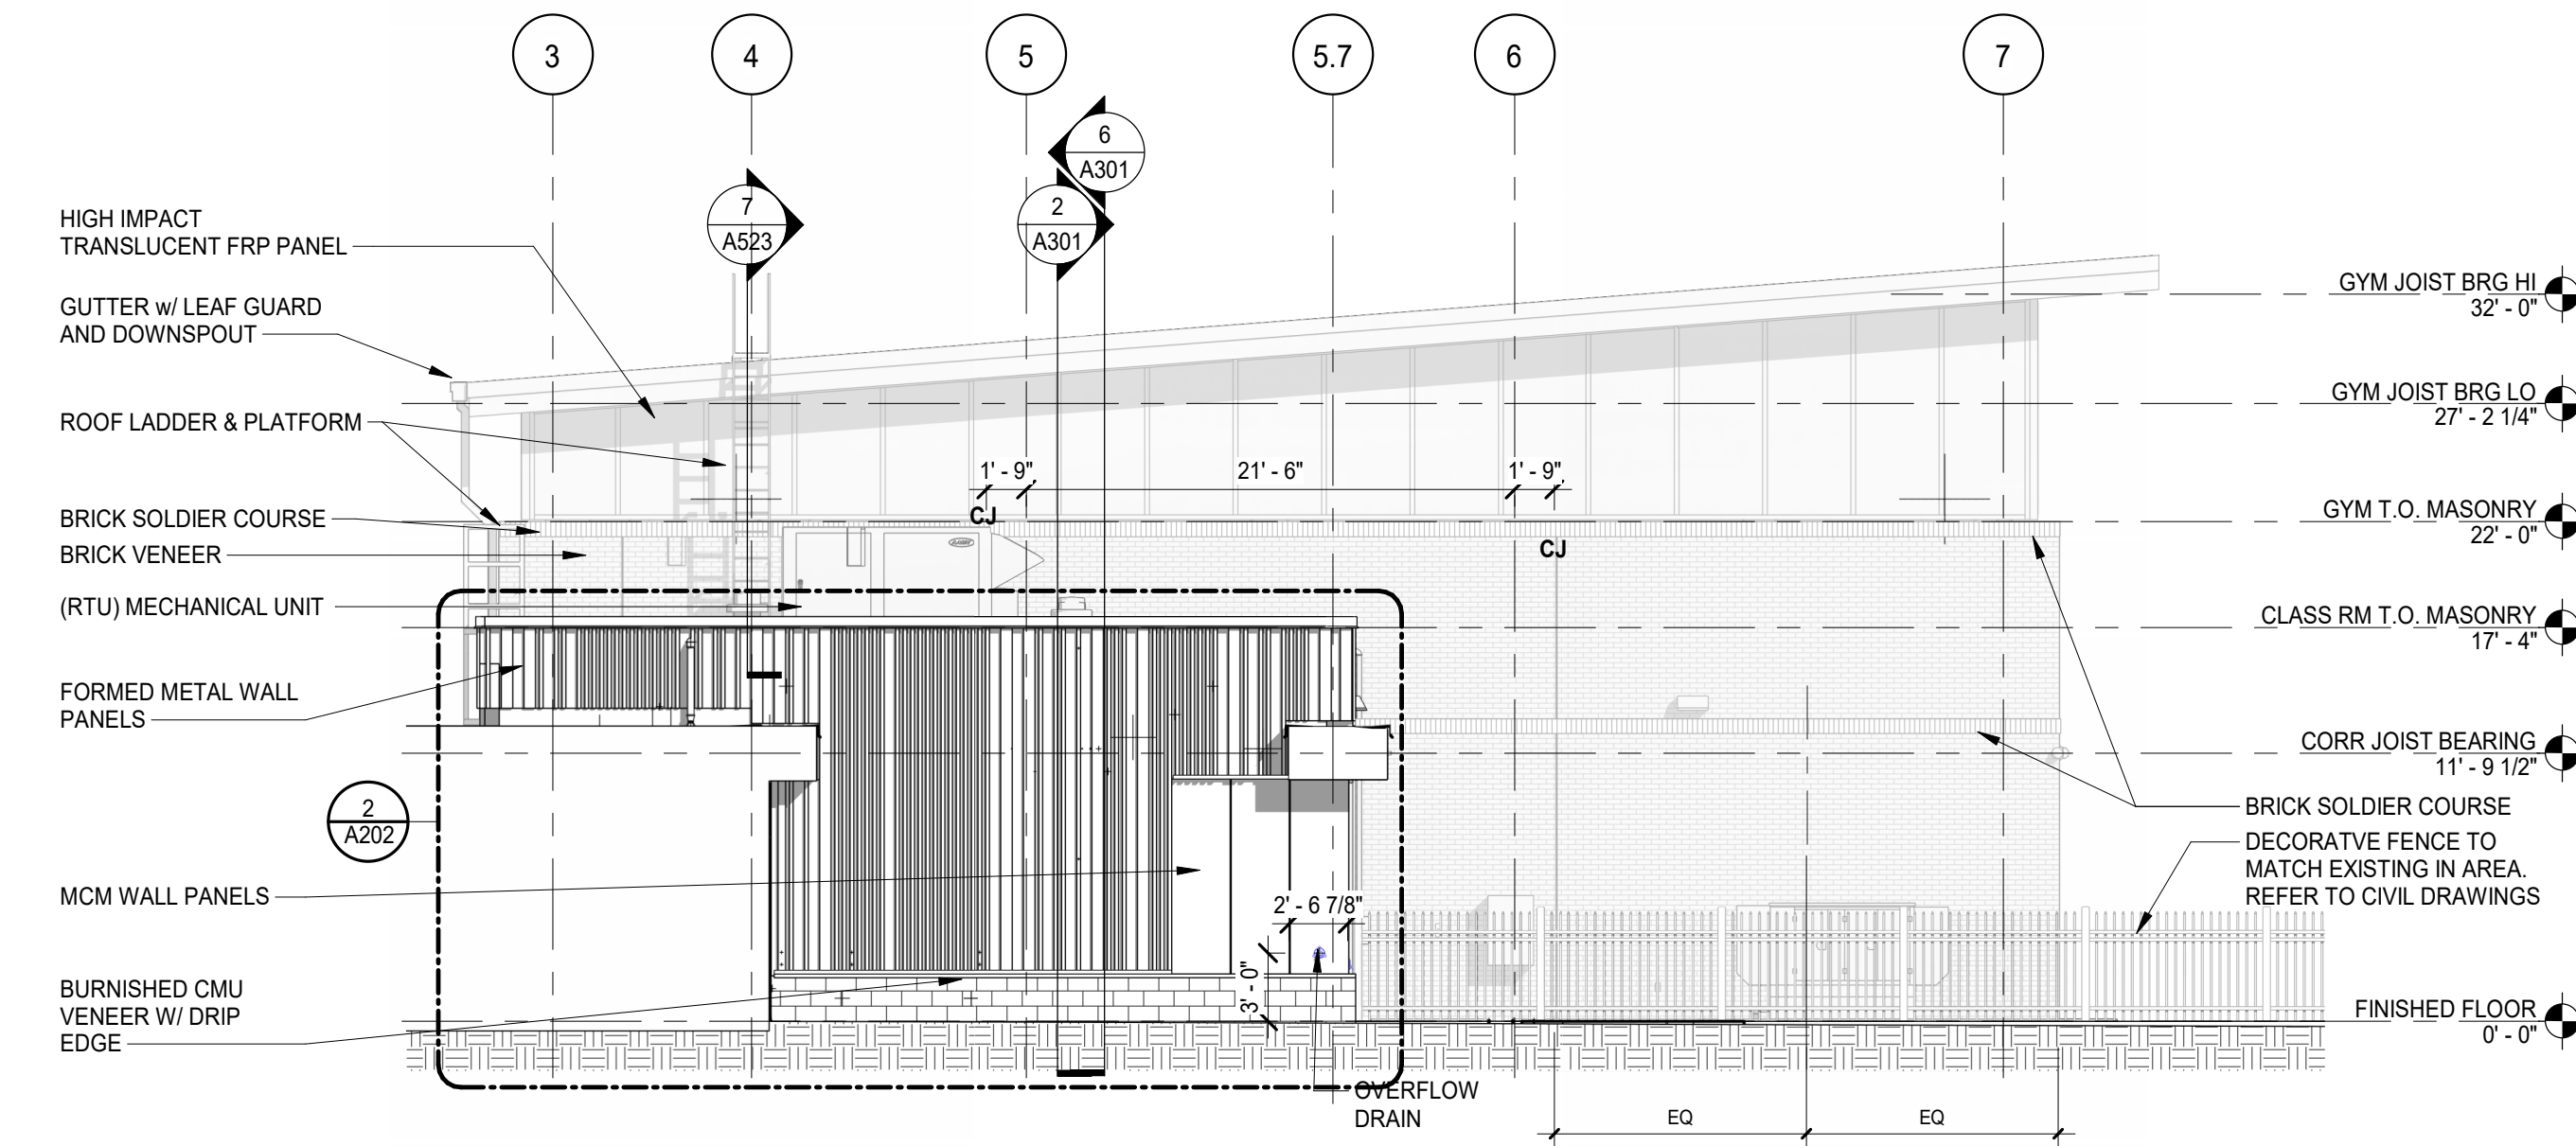 3
4
5
5.7
6
7
6
A301
7
A523
2
A301
HIGH IMPACT
TRANSLUCENT FRP PANEL
GUTTER w/ LEAF GUARD
AND DOWNSPOUT
ROOF LADDER & PLATFORM
BRICK SOLDIER COURSE
BRICK VENEER
(RTU) MECHANICAL UNIT
FORMED METAL WALL
PANELS
2
A202
MCM WALL PANELS
BURNISHED CMU
VENEER W/ DRIP
EDGE
1' - 9"
21' - 6"
1' - 9"
CJ
CJ
2' - 6 7/8"
3' - 0"
OVERFLOW
DRAIN
EQ
EQ
GYM JOIST BRG HI
32' - 0"
GYM JOIST BRG LO
27' - 2 1/4"
GYM T.O. MASONRY
22' - 0"
CLASS RM T.O. MASONRY
17' - 4"
CORR JOIST BEARING
11' - 9 1/2"
BRICK SOLDIER COURSE
DECORATVE FENCE TO
MATCH EXISTING IN AREA.
REFER TO CIVIL DRAWINGS
FINISHED FLOOR
0' - 0"